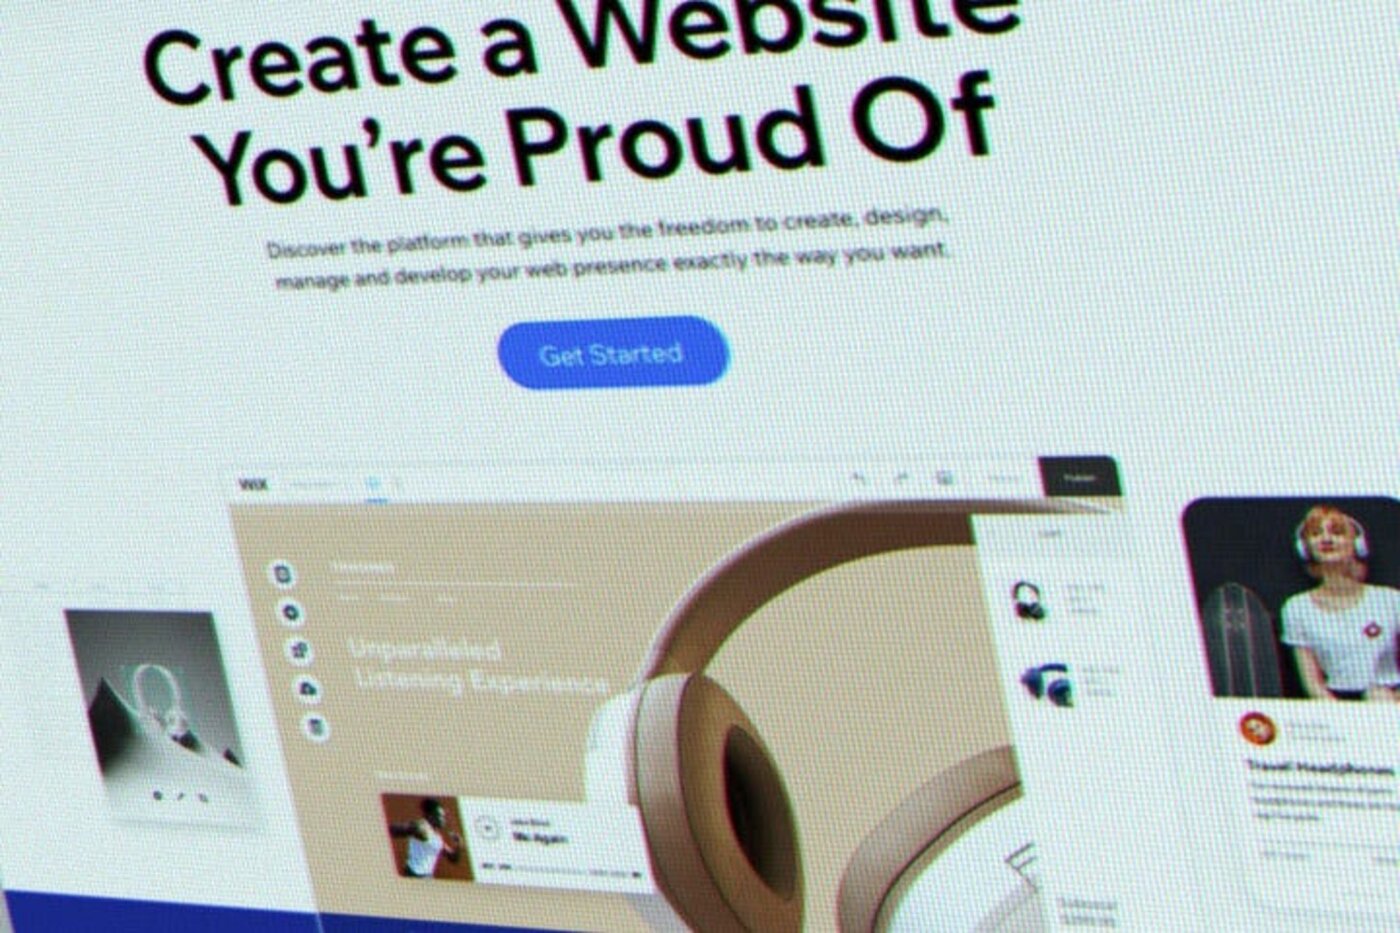 Create a Website
You're Proud Of
Discover the platform that gives you the freedom to create, design,
manage and develop your web presence exactly the way you want.
Get Started
WIX
Unparalleled
Listening Experience
Travel Headphones